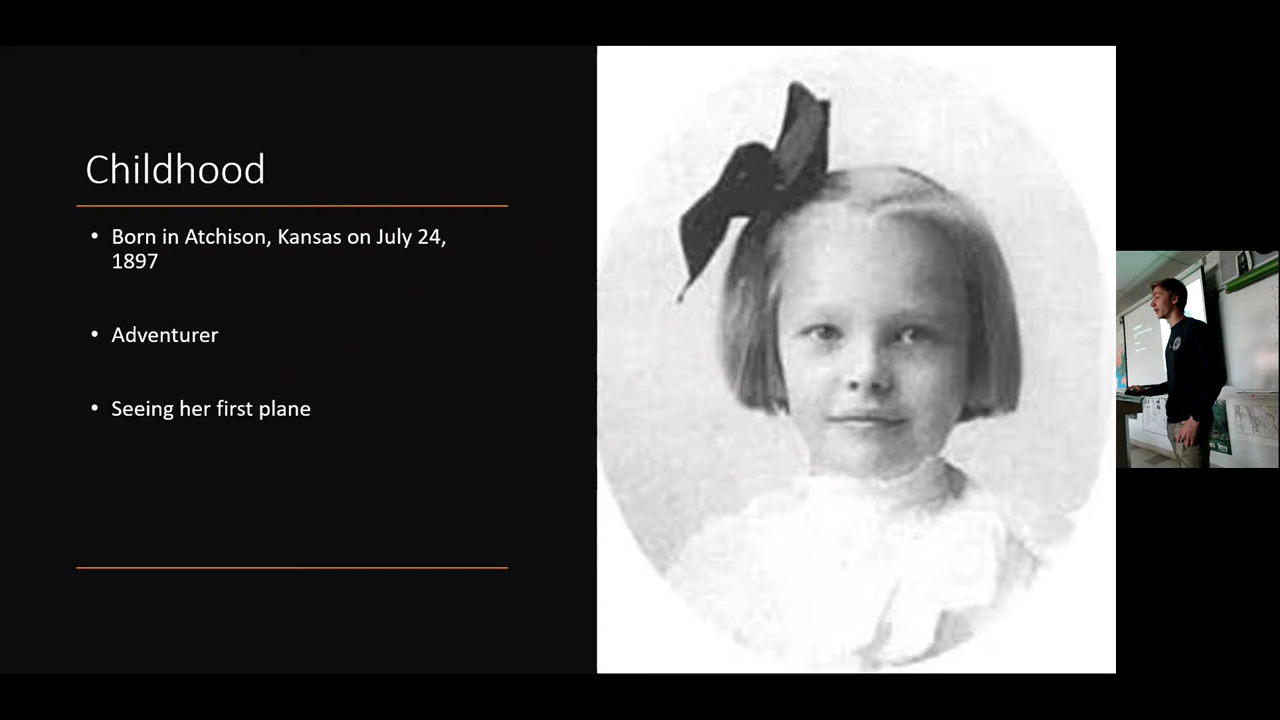 Childhood
• Born in Atchison, Kansas on July 24,
1897
• Adventurer
• Seeing her first plane